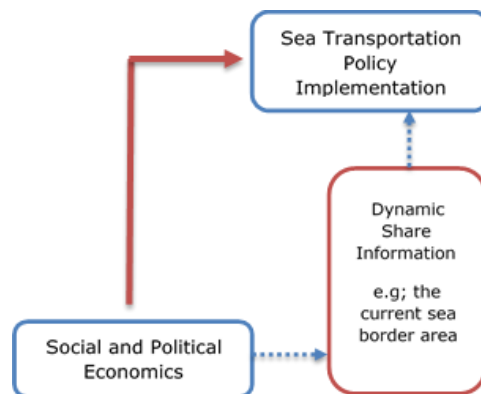 Sea Transportation
Policy
Implementation
Dynamic
Share
Information
e.g; the
current sea
border area
Social and Political
Economics